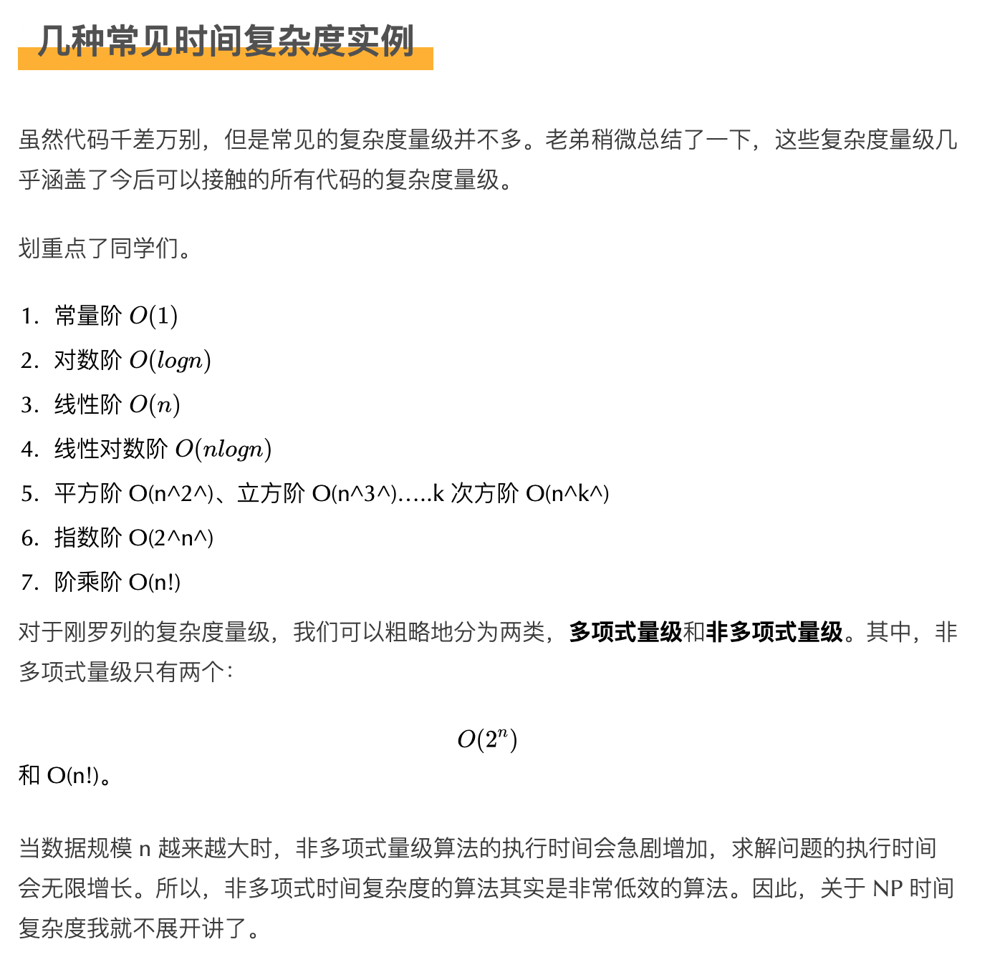 几种常见时间复杂度实例
虽然代码千差万别，但是常见的复杂度量级并不多。老弟稍微总结了一下，这些复杂度量级几
乎涵盖了今后可以接触的所有代码的复杂度量级。
划重点了同学们。
1. 常量阶 O(1)
2. 对数阶 O(logn)
3. 线性阶 O(n)
4. 线性对数阶 O(nlogn)
5. 平方阶 O(n^2^)、立方阶 O(n^3^)…..k 次方阶 O(n^k^)
6. 指数阶 O(2^n^)
7. 阶乘阶 O(n!)
对于刚罗列的复杂度量级，我们可以粗略地分为两类，多项式量级和非多项式量级。其中，非
多项式量级只有两个：
O(2ⁿ)
和 O(n!)。
当数据规模 n 越来越大时，非多项式量级算法的执行时间会急剧增加，求解问题的执行时间
会无限增长。所以，非多项式时间复杂度的算法其实是非常低效的算法。因此，关于 NP 时间
复杂度我就不展开讲了。